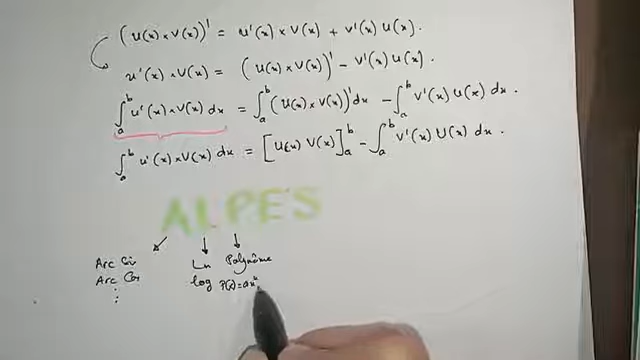 (u(x) × v(x))' = u'(x) × v(x) + v'(x) u(x).
u'(x) × v(x) = (u(x) × v(x))' - v'(x) u(x).
∫_a^b u'(x) × v(x) dx = ∫_a^b (u(x) × v(x))' dx - ∫_a^b v'(x) u(x) dx.
∫_a^b u'(x) × v(x) dx = [u(x) v(x)]_a^b - ∫_a^b v'(x) u(x) dx.
ALPES
Arc Sin Ln Polynôme
Arc Cos log P(x)=ax
⋮